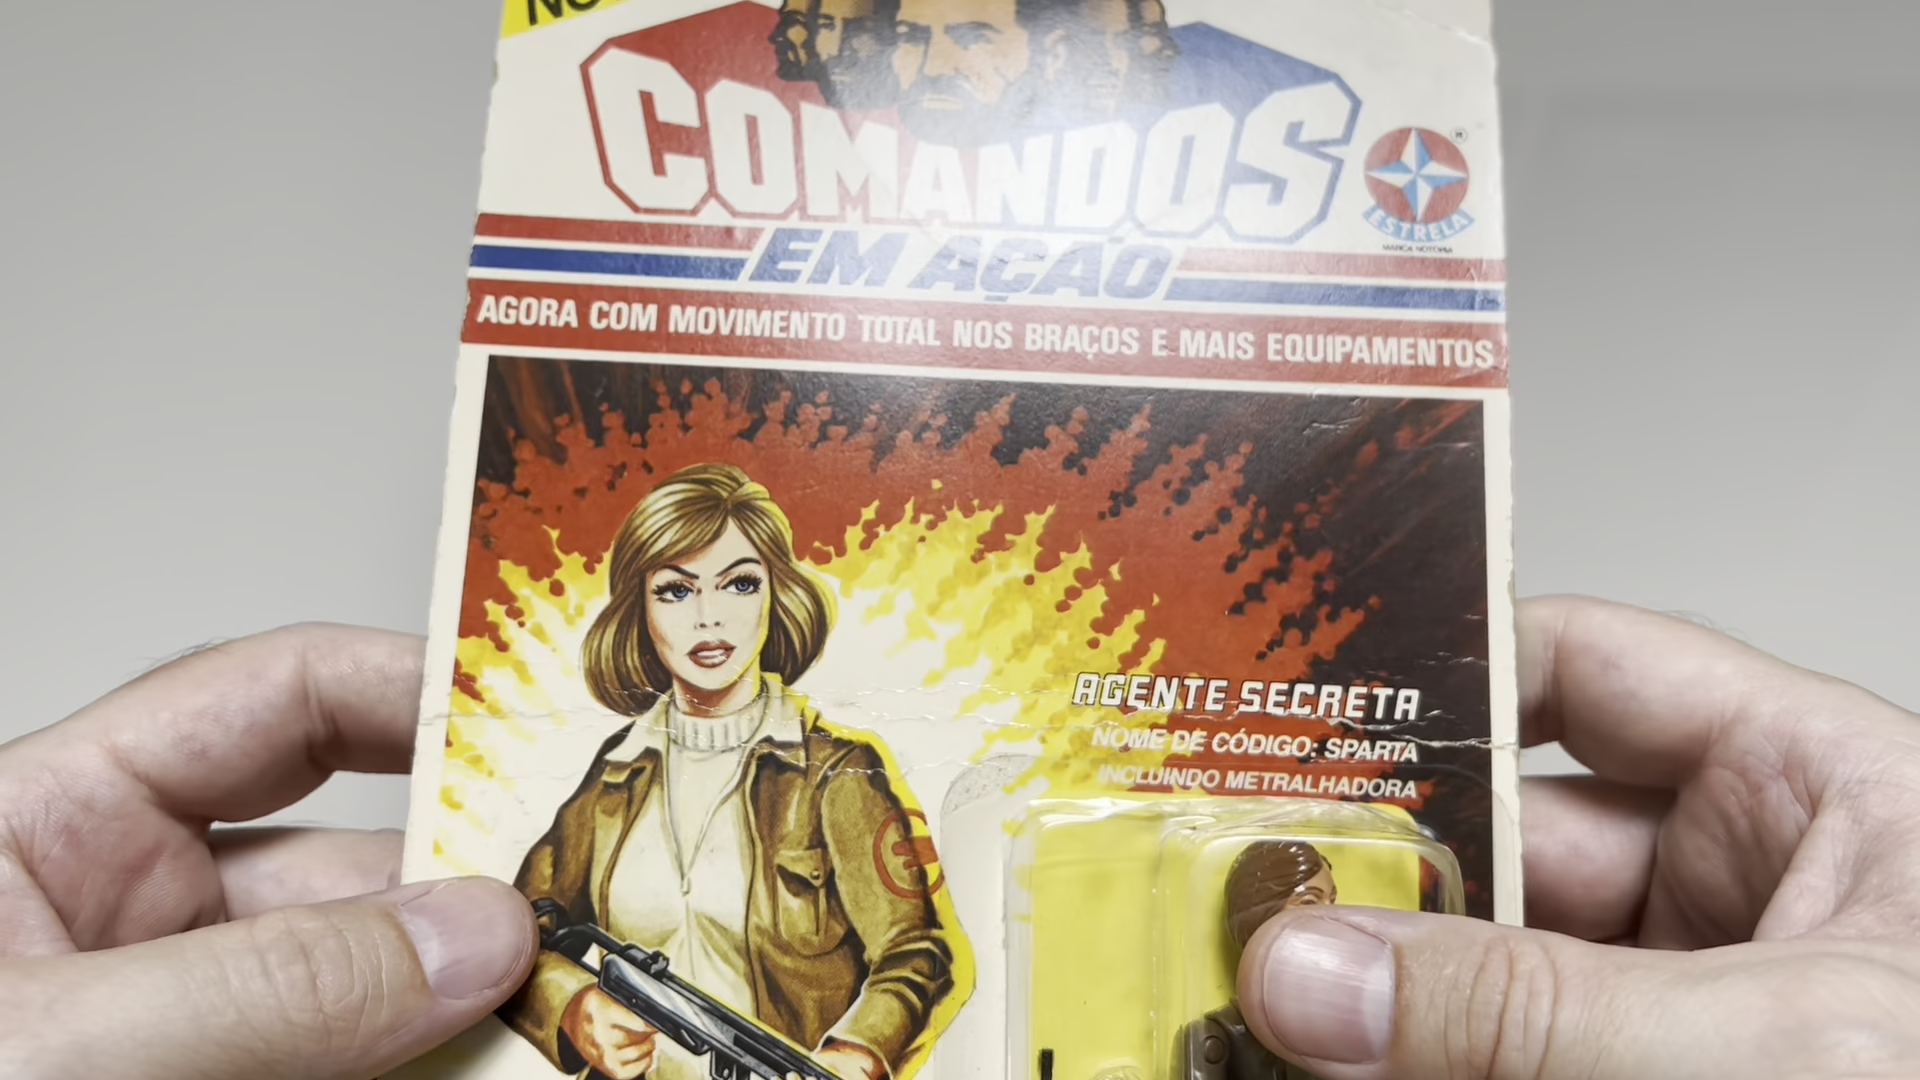 COMANDOS
EM AÇÃO
®
ESTRELA
MARCA NOTÓRIA
AGORA COM MOVIMENTO TOTAL NOS BRAÇOS E MAIS EQUIPAMENTOS
AGENTE SECRETA
NOME DE CÓDIGO: SPARTA
INCLUINDO METRALHADORA